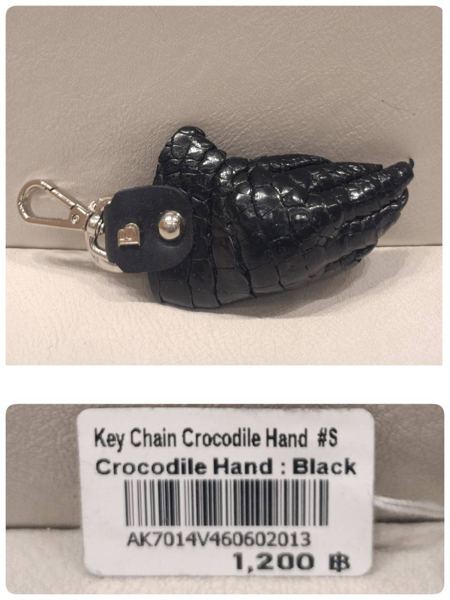 B
Key Chain Crocodile Hand #S
Crocodile Hand : Black
AK7014V460602013
1,200 ฿